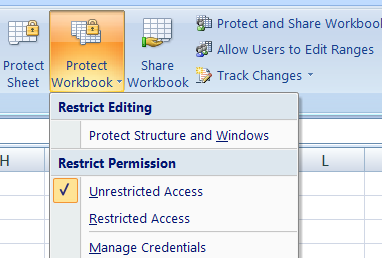 Protect Sheet
Protect Workbook
Share Workbook
Protect and Share Workboo
Allow Users to Edit Ranges
Track Changes
Restrict Editing
Protect Structure and Windows
Restrict Permission
Unrestricted Access
Restricted Access
Manage Credentials
H
L